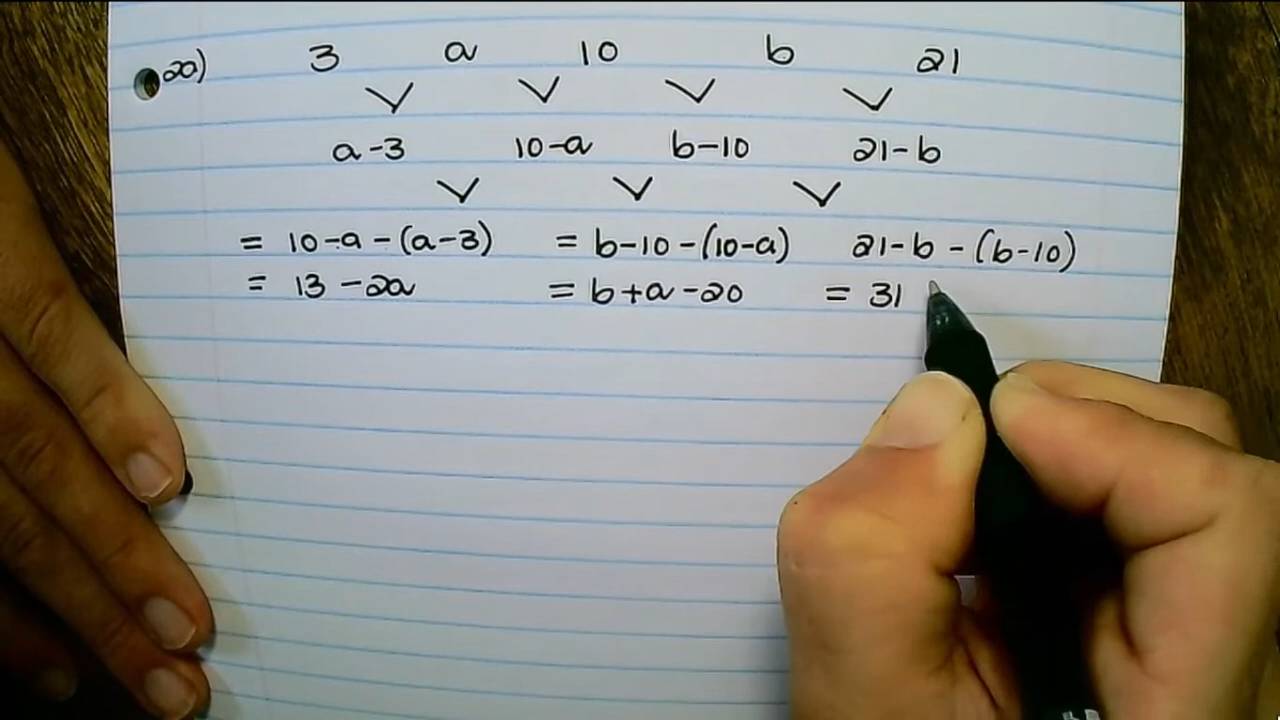 20) 3 a 10 b 21
a-3 10-a b-10 21-b
= 10-a-(a-3) = b-10-(10-a) 21-b-(b-10)
= 13-2a = b+a-20 = 31